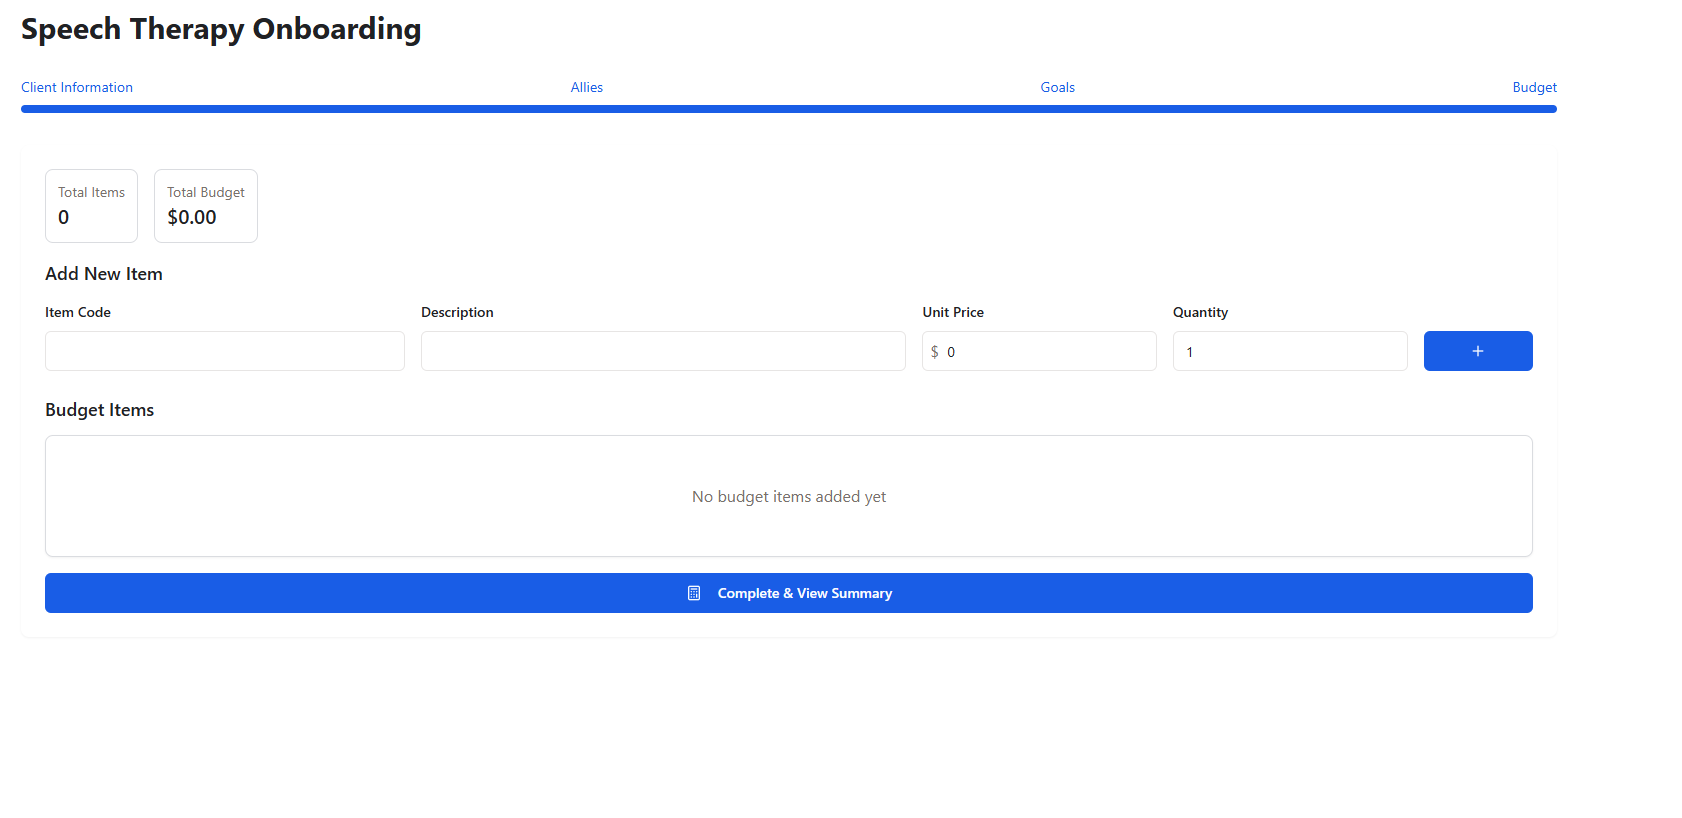 Speech Therapy Onboarding
Client Information Allies Goals Budget
Total Items Total Budget
0 $0.00
Add New Item
Item Code Description Unit Price Quantity
$ 0 1 +
Budget Items
No budget items added yet
Complete & View Summary